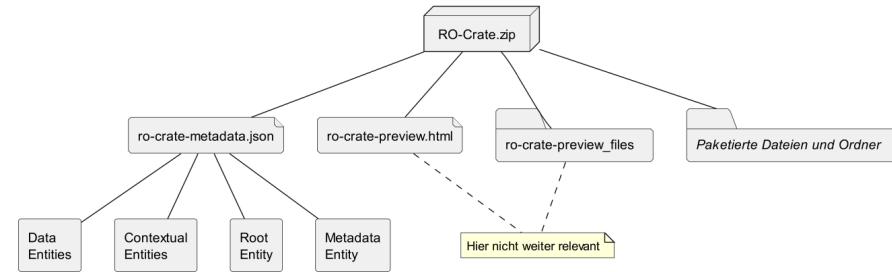 RO-Crate.zip
ro-crate-metadata.json
ro-crate-preview.html
ro-crate-preview_files
Paketierte Dateien und Ordner
Data
Entities
Contextual
Entities
Root
Entity
Metadata
Entity
Hier nicht weiter relevant